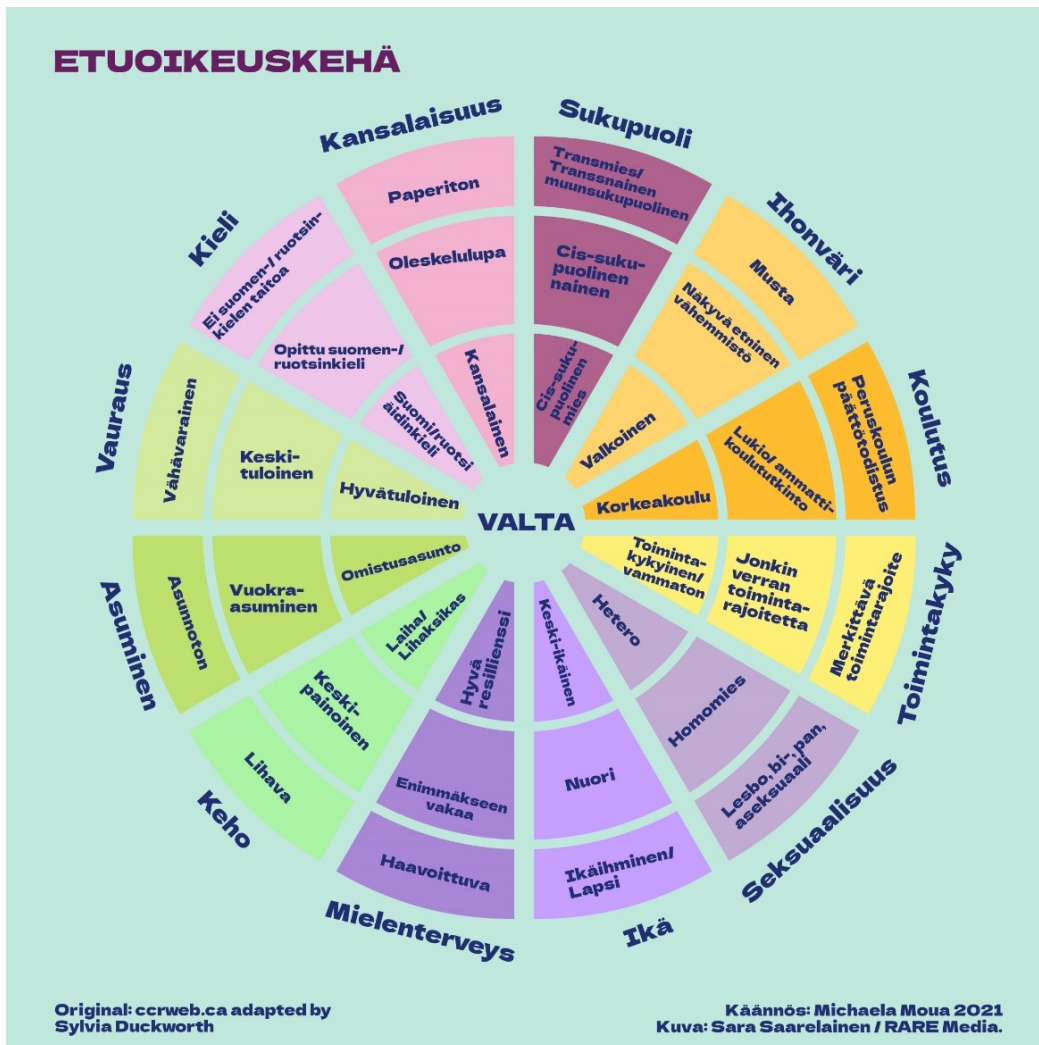 ETUOIKEUSKEHÄ
Kansalaisuus
Paperiton
Oleskelulupa
Kansalainen
Sukupuoli
Transmies/
Transsnainen
muunsukupuolinen
Cis-suku-
puolinen
nainen
Cis-suku-
puolinen
mies
Ihonväri
Musta
Näkyvä etninen
vähemmistö
Valkoinen
Koulutus
Peruskoulun
päättötodistus
Lukio/ ammatti-
koulututkinto
Korkeakoulu
Toimintakyky
Merkittävä
toimintarajoite
Jonkin
verran
toiminta-
rajoitetta
Toiminta-
kykyinen/
vammaton
Seksuaalisuus
Lesbo, bi-, pan,
aseksuaali
Homomies
Hetero
Ikä
Ikäihminen/
Lapsi
Nuori
Keski-ikäinen
Mielenterveys
Haavoittuva
Enimmäkseen
vakaa
Hyvä
resillienssi
Keho
Lihava
Keski-
painoinen
Laiha/
Lihaksikas
Asuminen
Asunnoton
Vuokra-
asuminen
Omistusasunto
Vauraus
Vähävarainen
Keski-
tuloinen
Hyvätuloinen
Kieli
Ei suomen-/ ruotsin-
kielen taitoa
Opittu suomen-/
ruotsinkieli
Suomi/ruotsi
äidinkieli
VALTA
Original: ccrweb.ca adapted by
Sylvia Duckworth
Käännös: Michaela Moua 2021
Kuva: Sara Saarelainen / RARE Media.